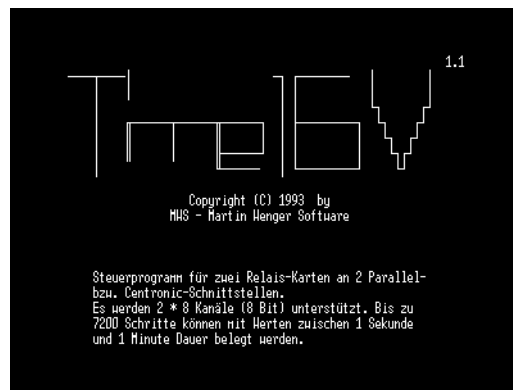 Time16V
1.1
Copyright (C) 1993 by
MWS - Martin Wenger Software
Steuerprogramm für zwei Relais-Karten an 2 Parallel-
bzw. Centronic-Schnittstellen.
Es werden 2 * 8 Kanäle (8 Bit) unterstützt. Bis zu
7200 Schritte können mit Werten zwischen 1 Sekunde
und 1 Minute Dauer belegt werden.